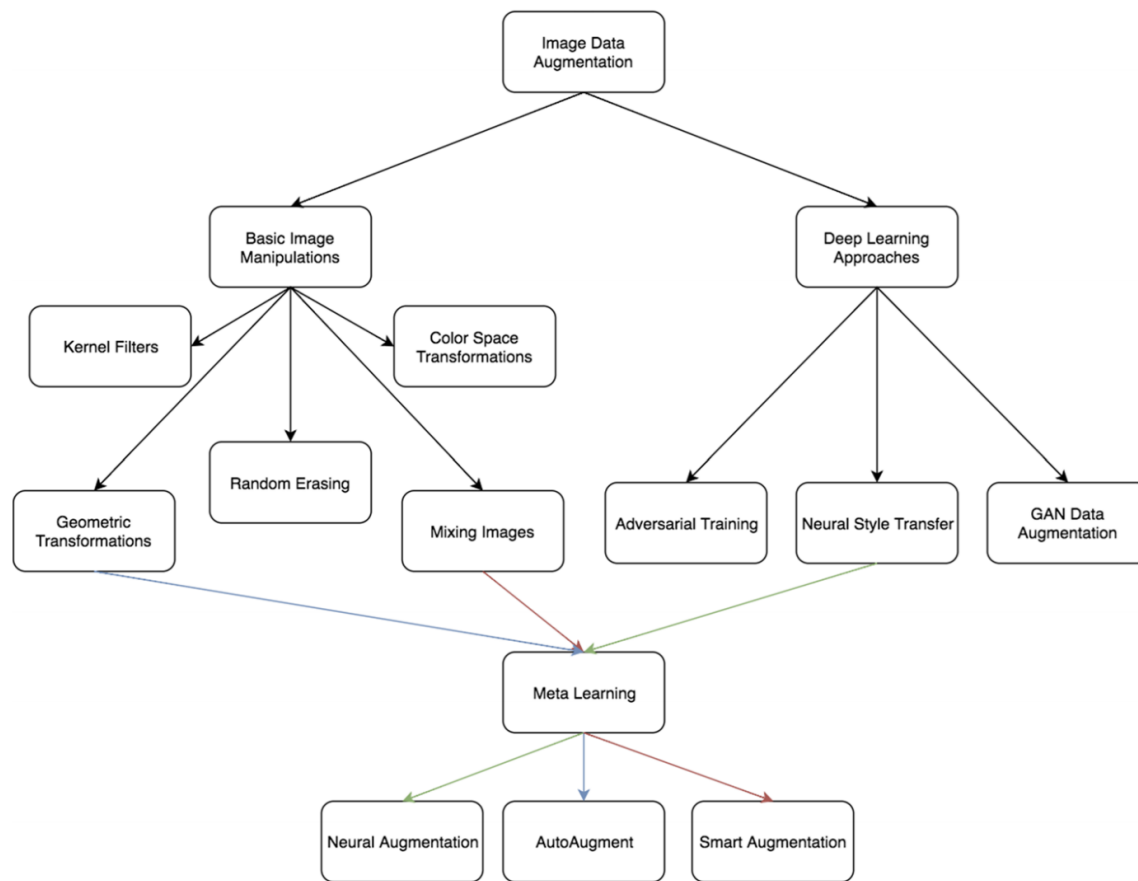 Image Data
Augmentation
Basic Image
Manipulations
Deep Learning
Approaches
Kernel Filters
Color Space
Transformations
Random Erasing
Geometric
Transformations
Mixing Images
Adversarial Training
Neural Style Transfer
GAN Data
Augmentation
Meta Learning
Neural Augmentation
AutoAugment
Smart Augmentation